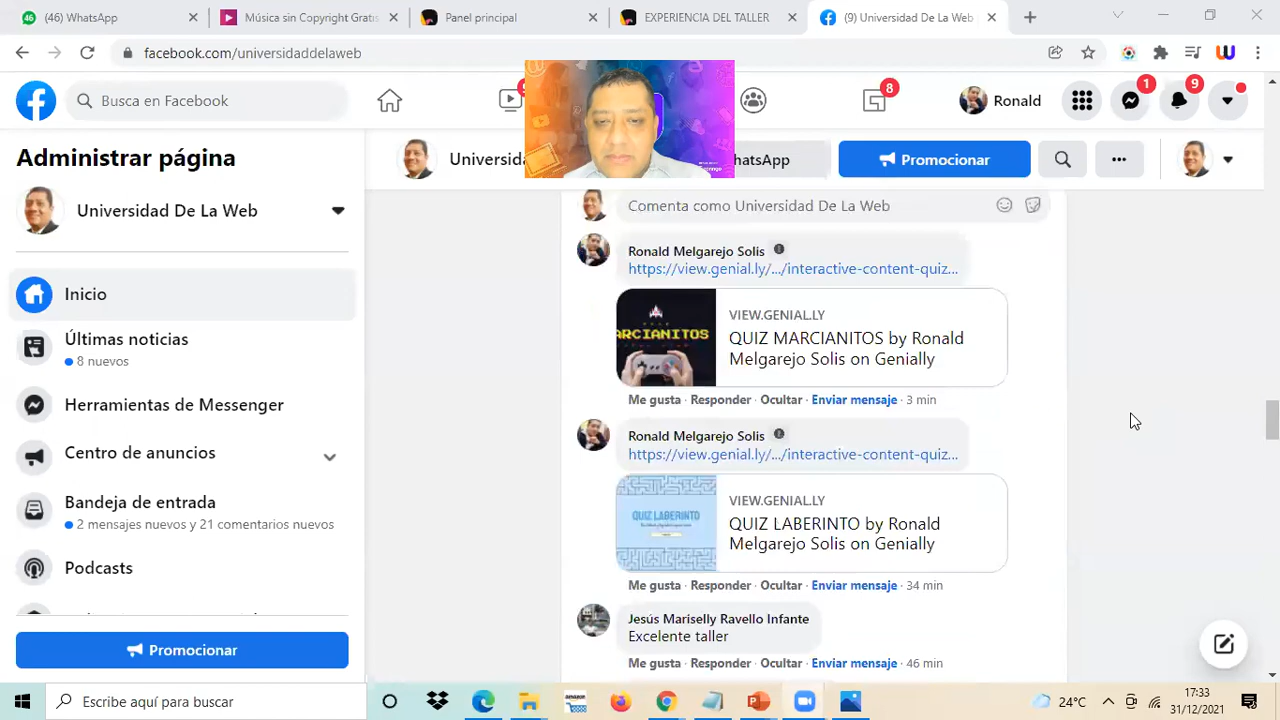 (46) WhatsApp
Música sin Copyright Gratis
Panel principal
EXPERIENCIA DEL TALLER
(9) Universidad De La Web
facebook.com/universidaddelaweb
Busca en Facebook
8
Ronald
1
9
Administrar página
WhatsApp
Promocionar
Universidad De La Web
Inicio
Últimas noticias
8 nuevos
Herramientas de Messenger
Centro de anuncios
Bandeja de entrada
2 mensajes nuevos y 21 comentarios nuevos
Podcasts
Promocionar
Comenta como Universidad De La Web
Ronald Melgarejo Solis
https://view.genial.ly/.../interactive-content-quiz...
ARCIANITOS
VIEW.GENIAL.LY
QUIZ MARCIANITOS by Ronald
Melgarejo Solis on Genially
Me gusta · Responder · Ocultar · Enviar mensaje · 3 min
Ronald Melgarejo Solis
https://view.genial.ly/.../interactive-content-quiz...
QUIZ LABERINTO
VIEW.GENIAL.LY
QUIZ LABERINTO by Ronald
Melgarejo Solis on Genially
Me gusta · Responder · Ocultar · Enviar mensaje · 34 min
Jesús Mariselly Ravello Infante
Excelente taller
Me gusta · Responder · Ocultar · Enviar mensaje · 46 min
Escribe aquí para buscar
24°C
17:33
31/12/2021